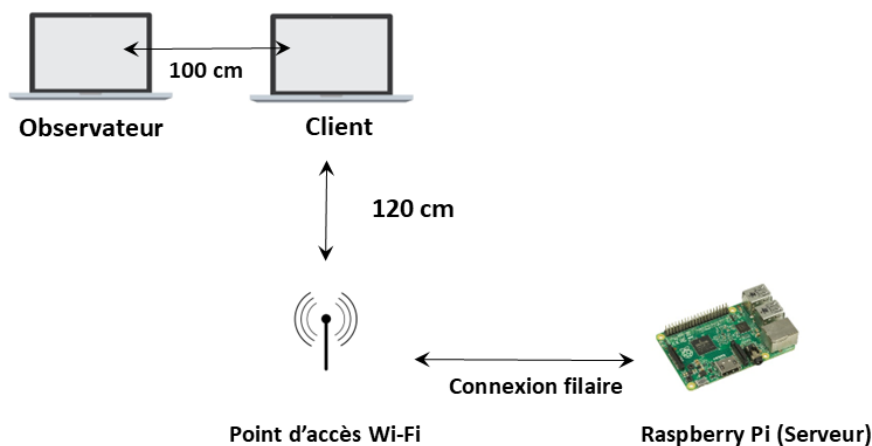 100 cm
Observateur
Client
120 cm
Connexion filaire
Point d'accès Wi-Fi
Raspberry Pi (Serveur)